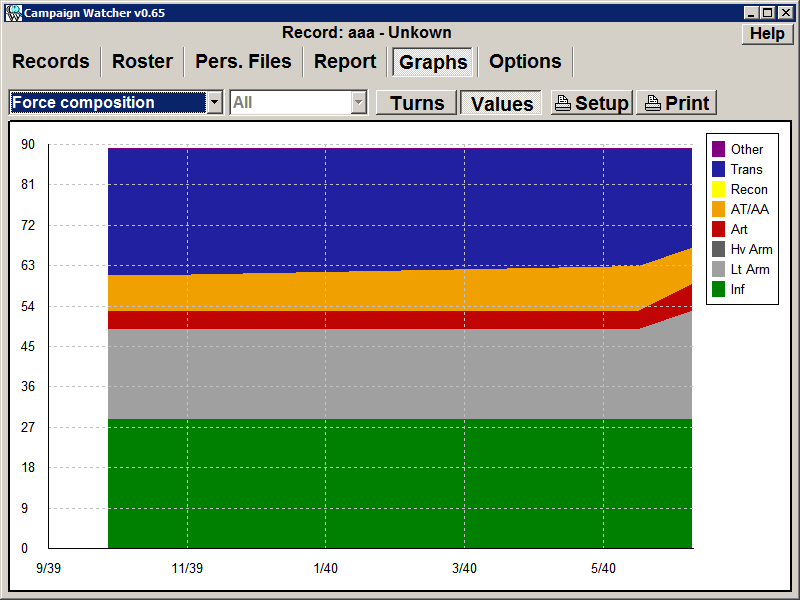 Campaign Watcher v0.65
Record: aaa - Unkown
Help
Records Roster Pers. Files Report Graphs Options
Force composition All Turns Values Setup Print
90
81
72
63
54
45
36
27
18
9
0
9/39 11/39 1/40 3/40 5/40
Other
Trans
Recon
AT/AA
Art
Hv Arm
Lt Arm
Inf